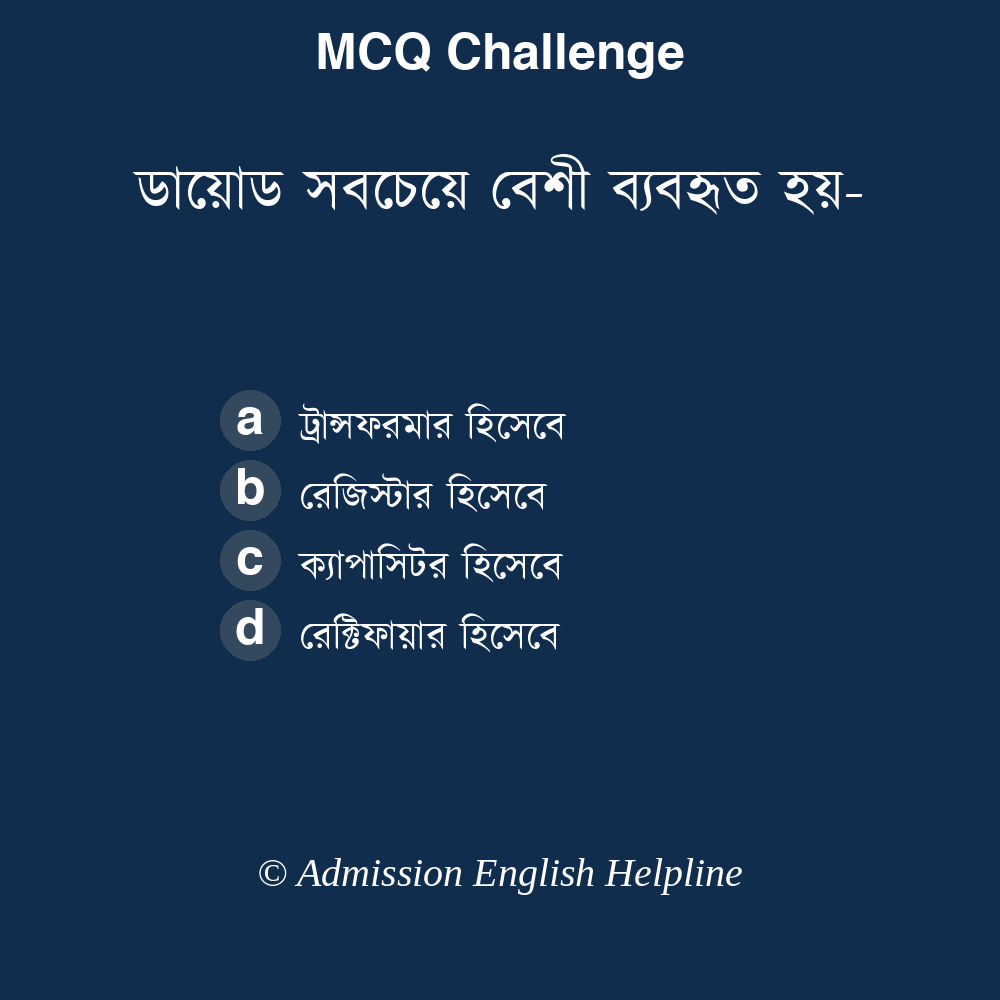 MCQ Challenge
ডায়োড সবচেয়ে বেশী ব্যবহৃত হয়-
a ট্রান্সফরমার হিসেবে
b রেজিস্টার হিসেবে
c ক্যাপাসিটর হিসেবে
d রেক্টিফায়ার হিসেবে
© Admission English Helpline